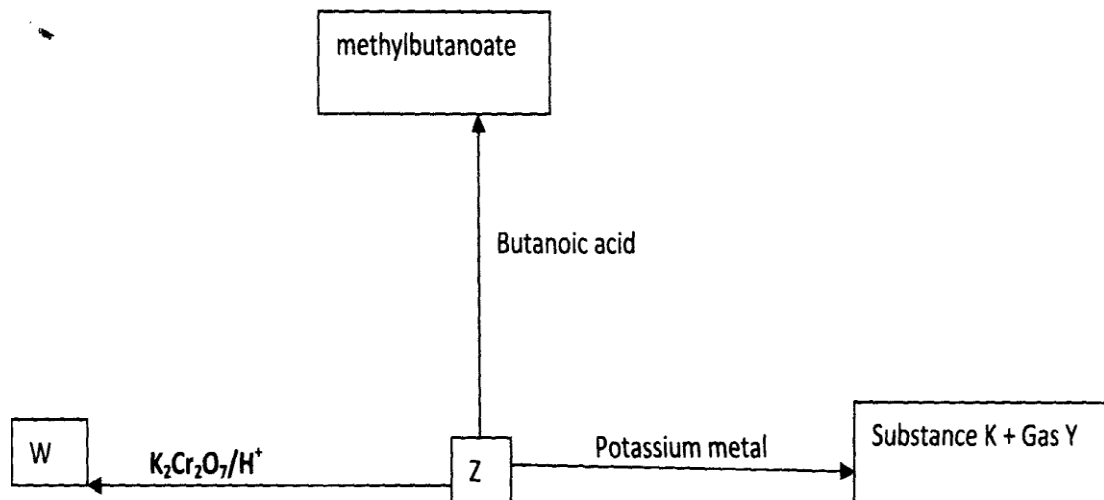 methylbutanoate
Butanoic acid
W
K₂Cr₂O₇/H⁺
Z
Potassium metal
Substance K + Gas Y